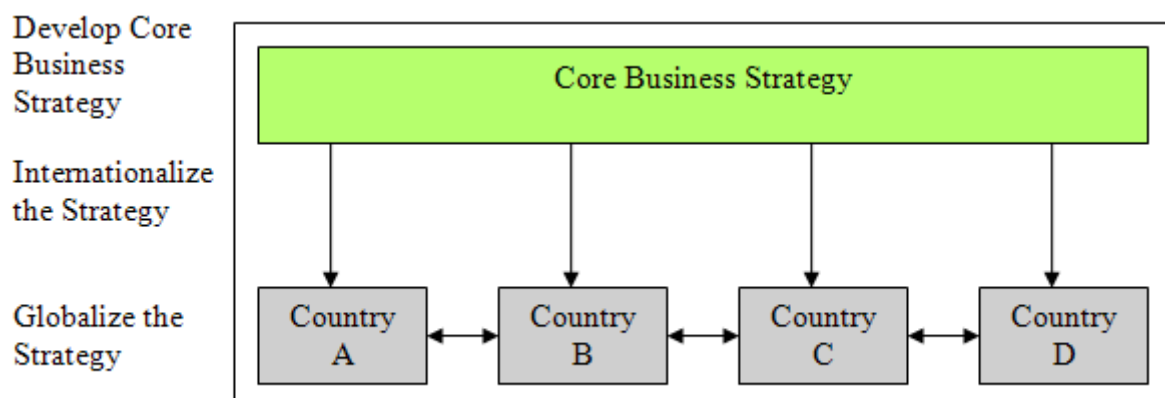 Develop Core
Business
Strategy
Core Business Strategy
Internationalize
the Strategy
Globalize the
Strategy
Country
A
Country
B
Country
C
Country
D